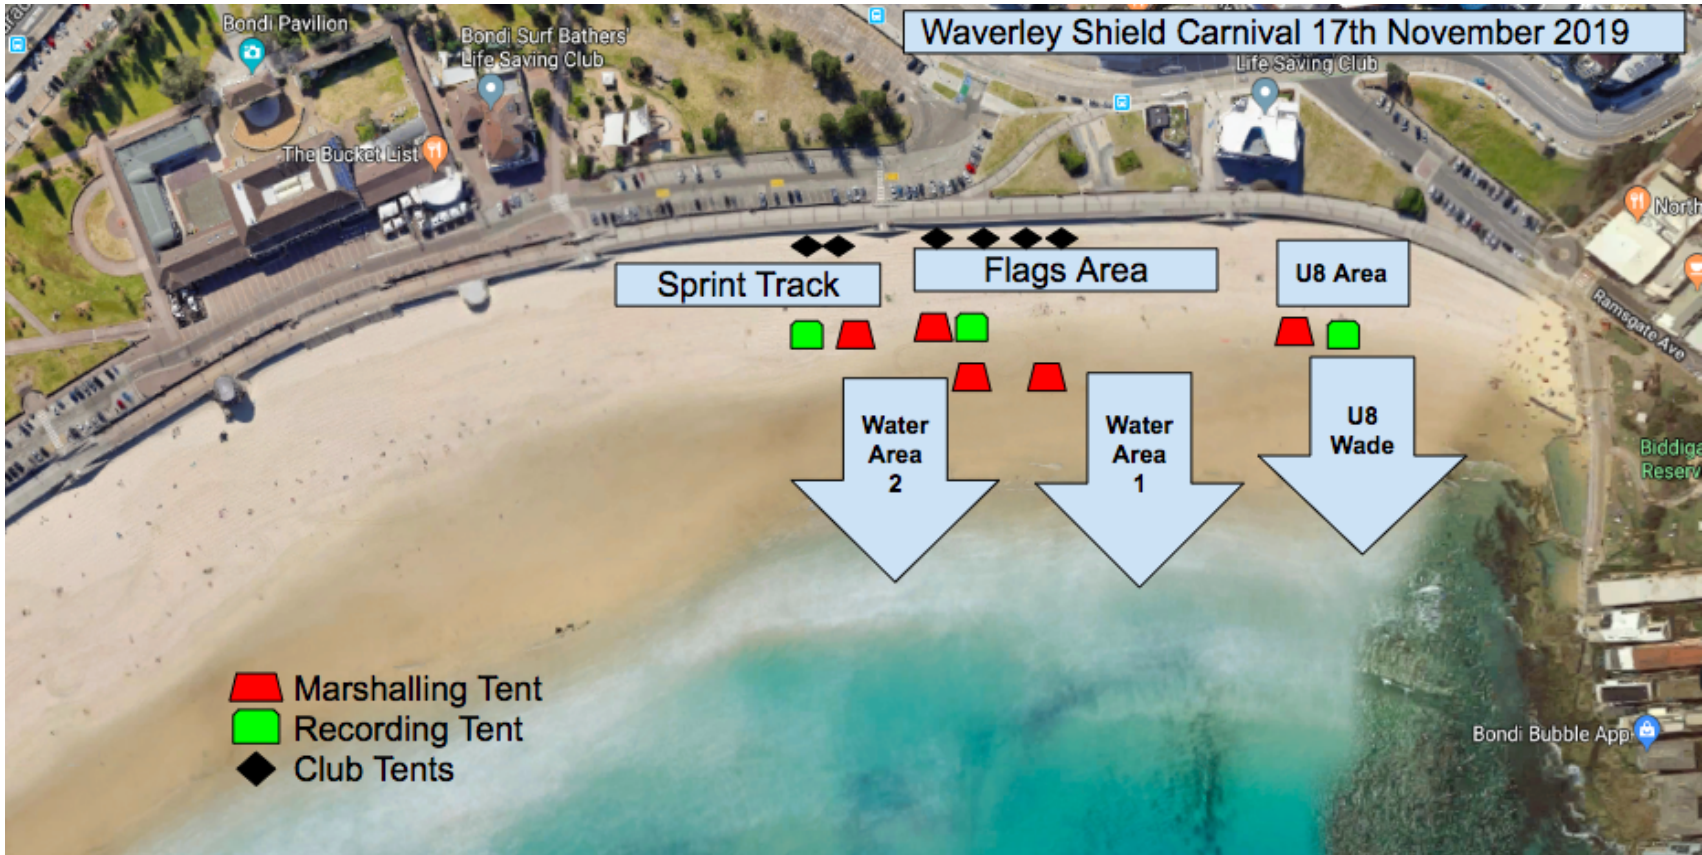 Waverley Shield Carnival 17th November 2019
Bondi Pavilion
Bondi Surf Bathers'
Life Saving Club
Life Saving Club
The Bucket List
North
Ramsgate Ave
Sprint Track
Flags Area
U8 Area
Water
Area
2
Water
Area
1
U8
Wade
Biddiga
Reserv
Marshalling Tent
Recording Tent
Club Tents
Bondi Bubble App